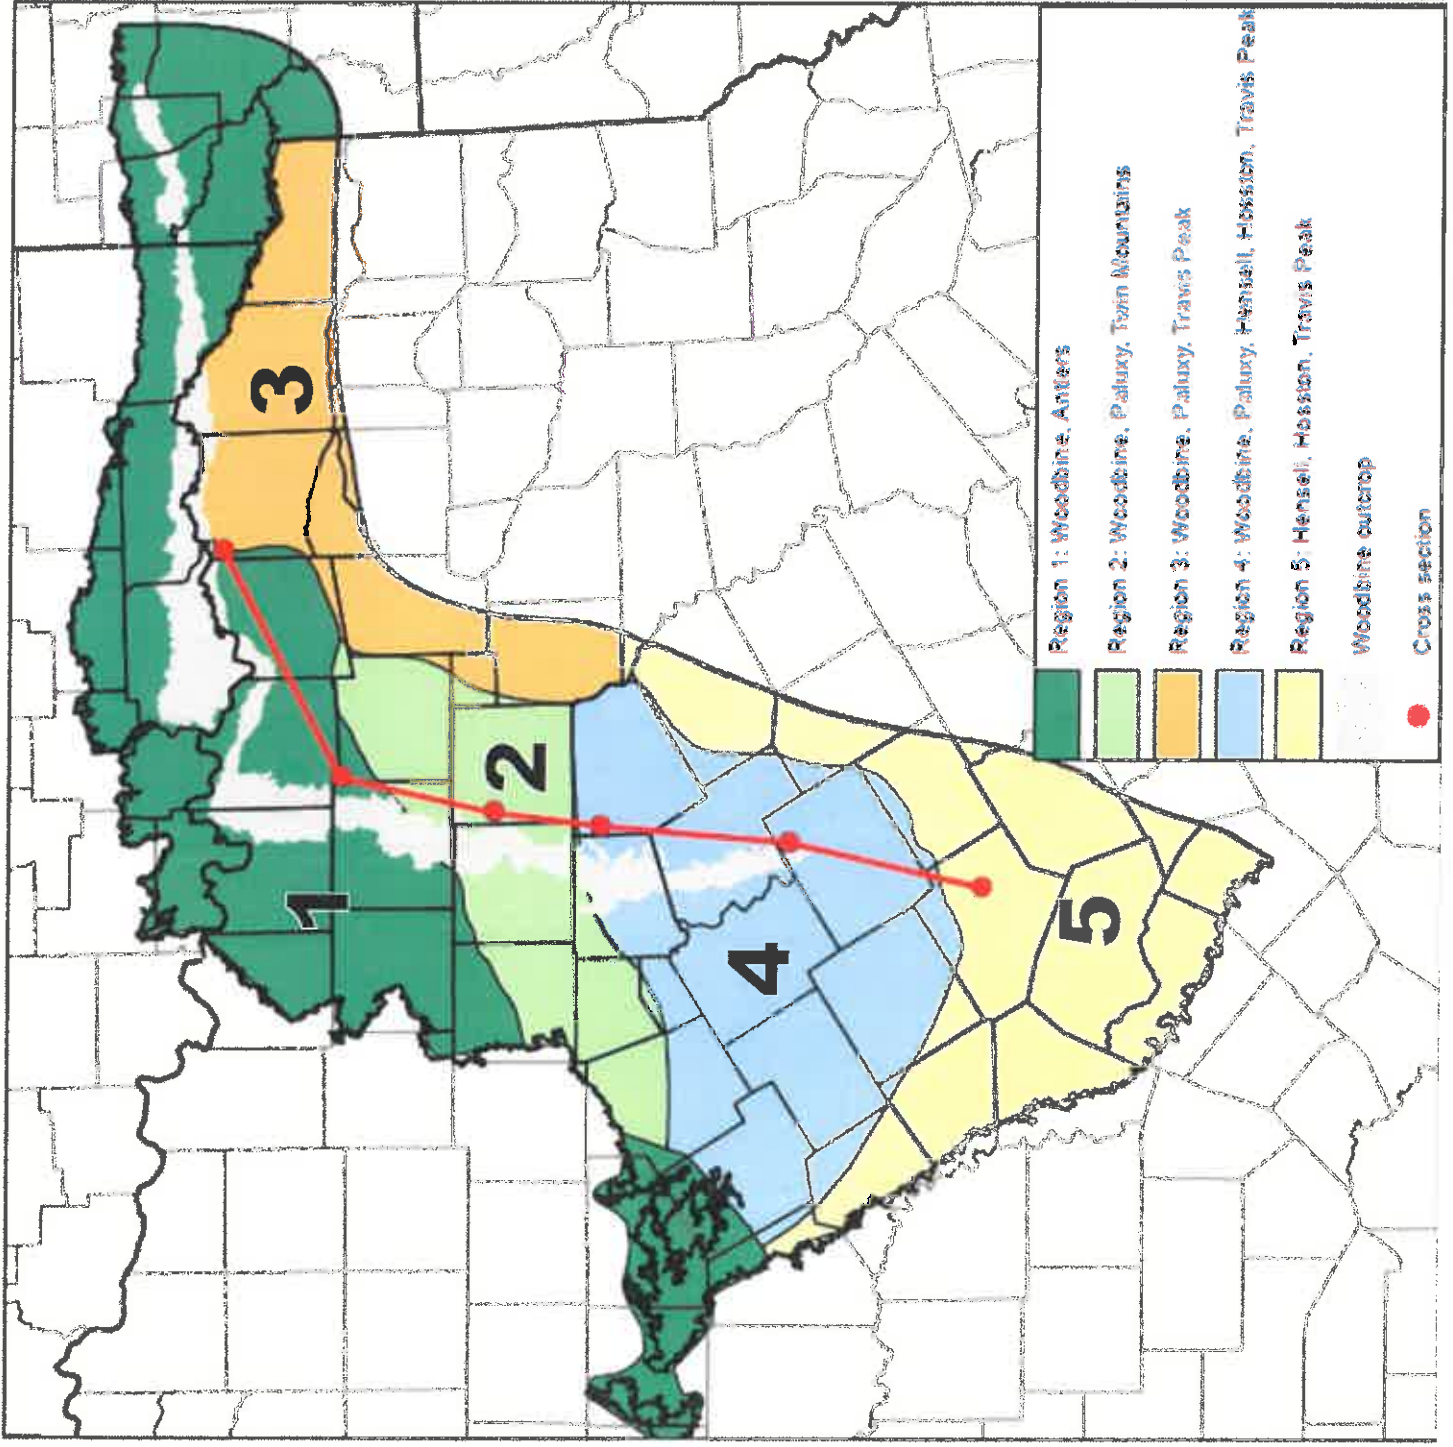 3
1
2
4
5
Region 1: Woodbine, Antlers
Region 2: Woodbine, Paluxy, Twin Mountains
Region 3: Woodbine, Paluxy, Travis Peak
Region 4: Woodbine, Paluxy, Hensell, Hosston, Travis Peak
Region 5: Hensell, Hosston, Travis Peak
Woodbine outcrop
Cross section